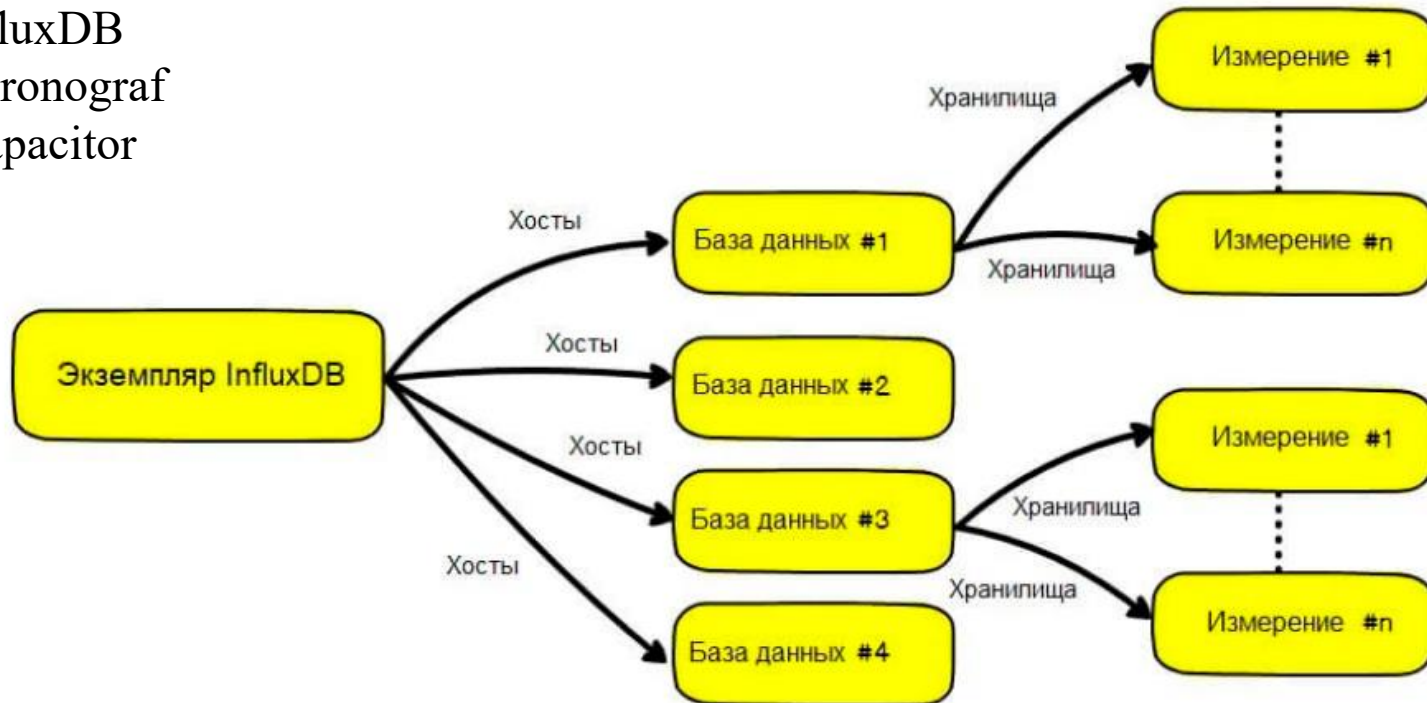 luxDB
ronograf
pacitor
Экземпляр InfluxDB
Хосты
База данных #1
Хосты
База данных #2
Хосты
База данных #3
Хосты
База данных #4
Хранилища
Измерение #1
Хранилища
Измерение #n
Хранилища
Измерение #1
Хранилища
Измерение #n